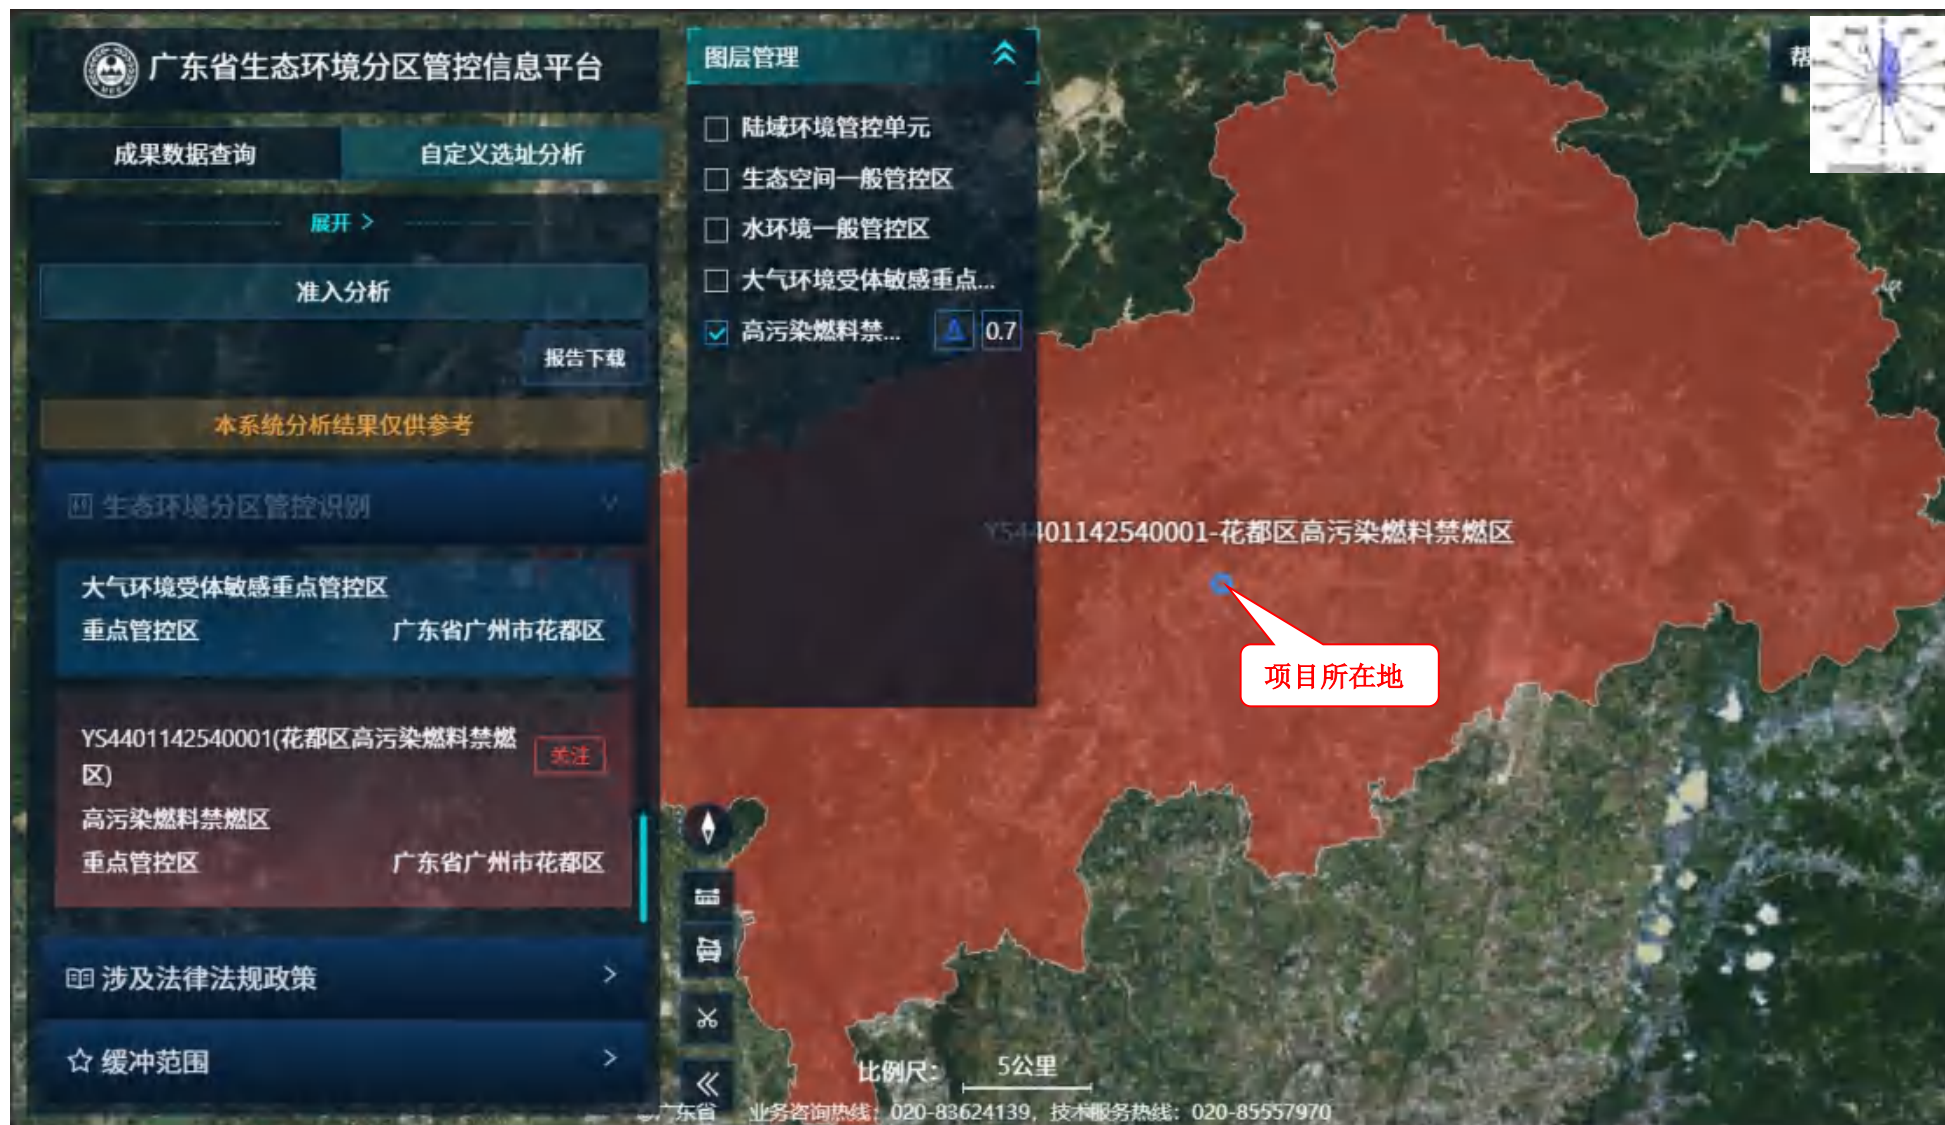 广东省生态环境分区管控信息平台
成果数据查询
自定义选址分析
展开 >
准入分析
报告下载
本系统分析结果仅供参考
生态环境分区管控识别
大气环境受体敏感重点管控区
重点管控区 广东省广州市花都区
YS4401142540001(花都区高污染燃料禁燃
区)
关注
高污染燃料禁燃区
重点管控区 广东省广州市花都区
涉及法律法规政策
缓冲范围
图层管理
陆域环境管控单元
生态空间一般管控区
水环境一般管控区
大气环境受体敏感重点...
高污染燃料禁... 0.7
帮
YS4401142540001-花都区高污染燃料禁燃区
项目所在地
比例尺： 5公里
©广东省 业务咨询热线：020-83624139，技术服务热线：020-85557970